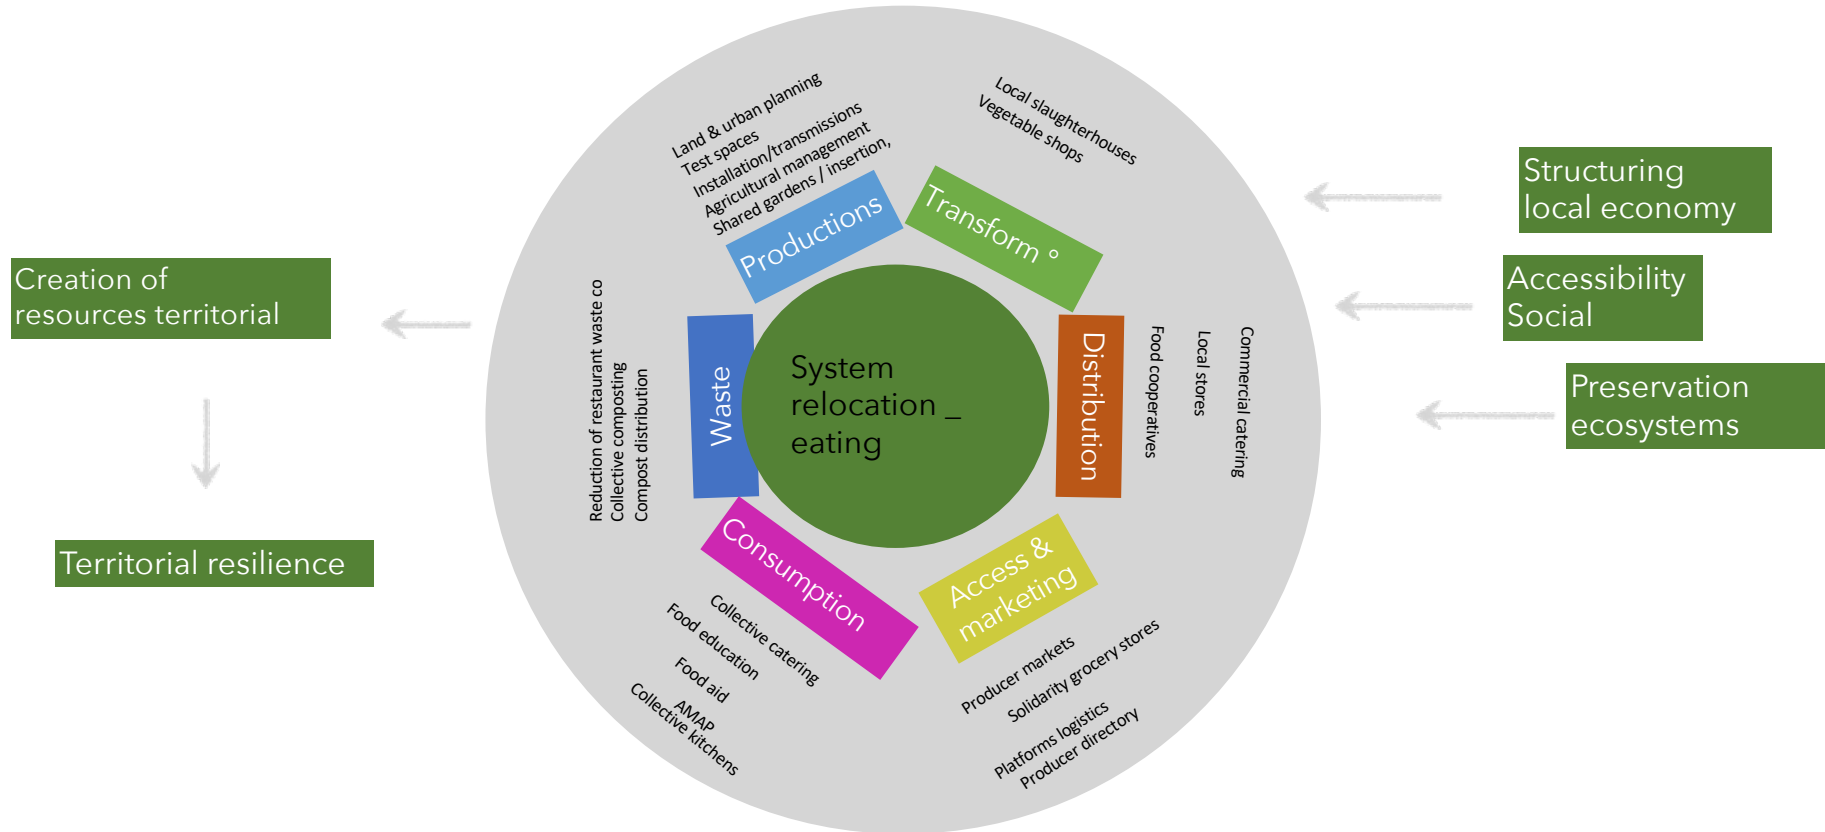 Land & urban planning
Test spaces
Installation/transmissions
Agricultural management
Shared gardens / insertion,
Productions
Local slaughterhouses
Vegetable shops
Transform °
Structuring
local economy
Accessibility
Social
Preservation
ecosystems
Commercial catering
Local stores
Food cooperatives
Distribution
System
relocation _
eating
Waste
Reduction of restaurant waste co
Collective composting
Compost distribution
Creation of
resources territorial
Territorial resilience
Consumption
Collective catering
Food education
Food aid
AMAP
Collective kitchens
Access &
marketing
Producer markets
Solidarity grocery stores
Platforms logistics
Producer directory